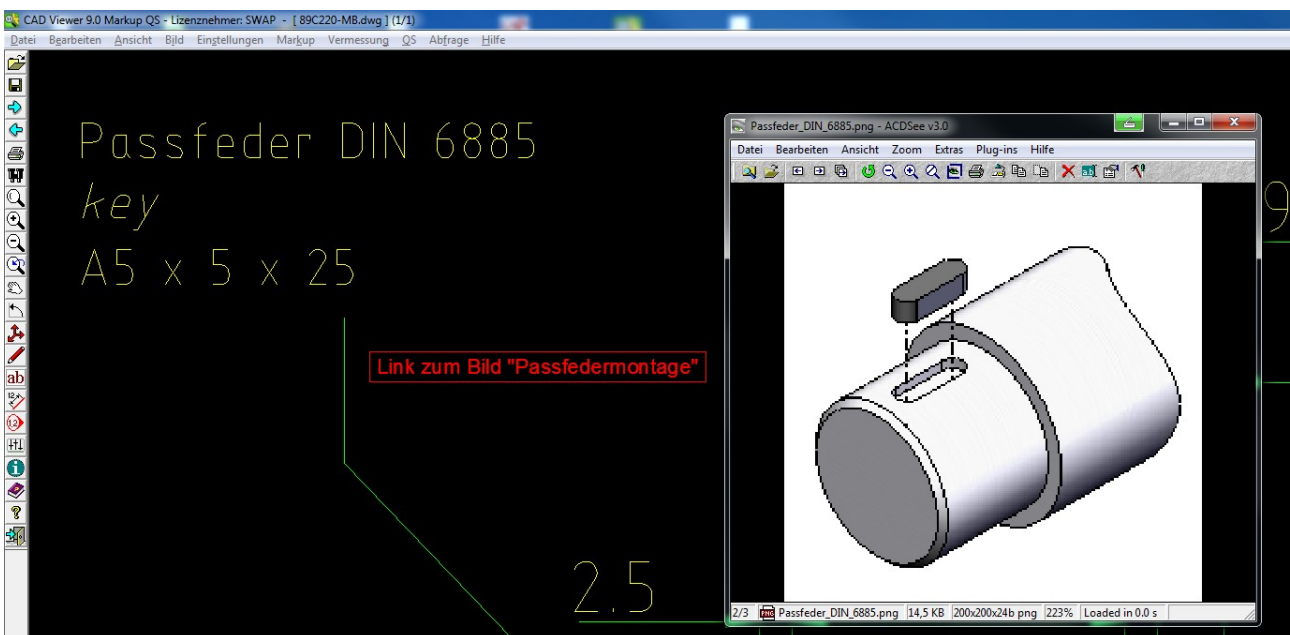 CAD Viewer 9.0 Markup QS - Lizenznehmer: SWAP - [ 89C220-MB.dwg ] (1/1)
Datei Bearbeiten Ansicht Bild Einstellungen Markup Vermessung QS Abfrage Hilfe
Passfeder DIN 6885
key
A5 x 5 x 25
Link zum Bild "Passfedermontage"
2.5
9
ab
Passfeder_DIN_6885.png - ACDSee v3.0
Datei Bearbeiten Ansicht Zoom Extras Plug-ins Hilfe
2/3 Passfeder_DIN_6885.png 14,5 KB 200x200x24b png 223% Loaded in 0.0 s